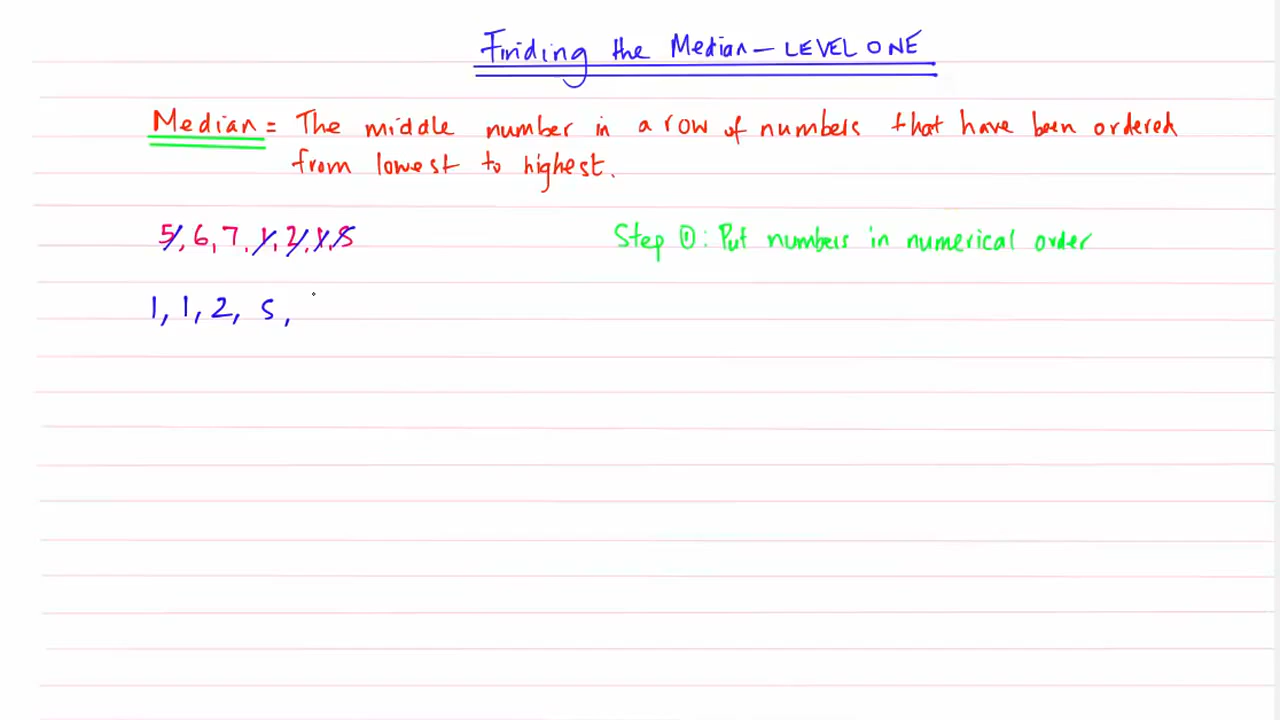 Finding the Median – LEVEL ONE
Median = The middle number in a row of numbers that have been ordered
from lowest to highest.
5, 6, 7, 1, 2, 1, 5
Step ①: Put numbers in numerical order
1, 1, 2, 5,